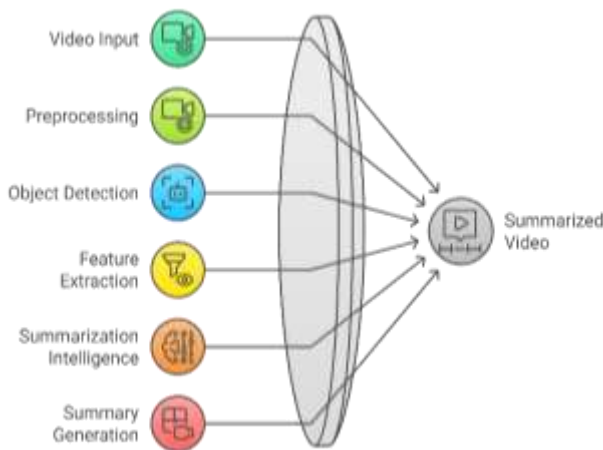 Video Input
Preprocessing
Object Detection
Feature
Extraction
Summarization
Intelligence
Summary
Generation
Summarized
Video